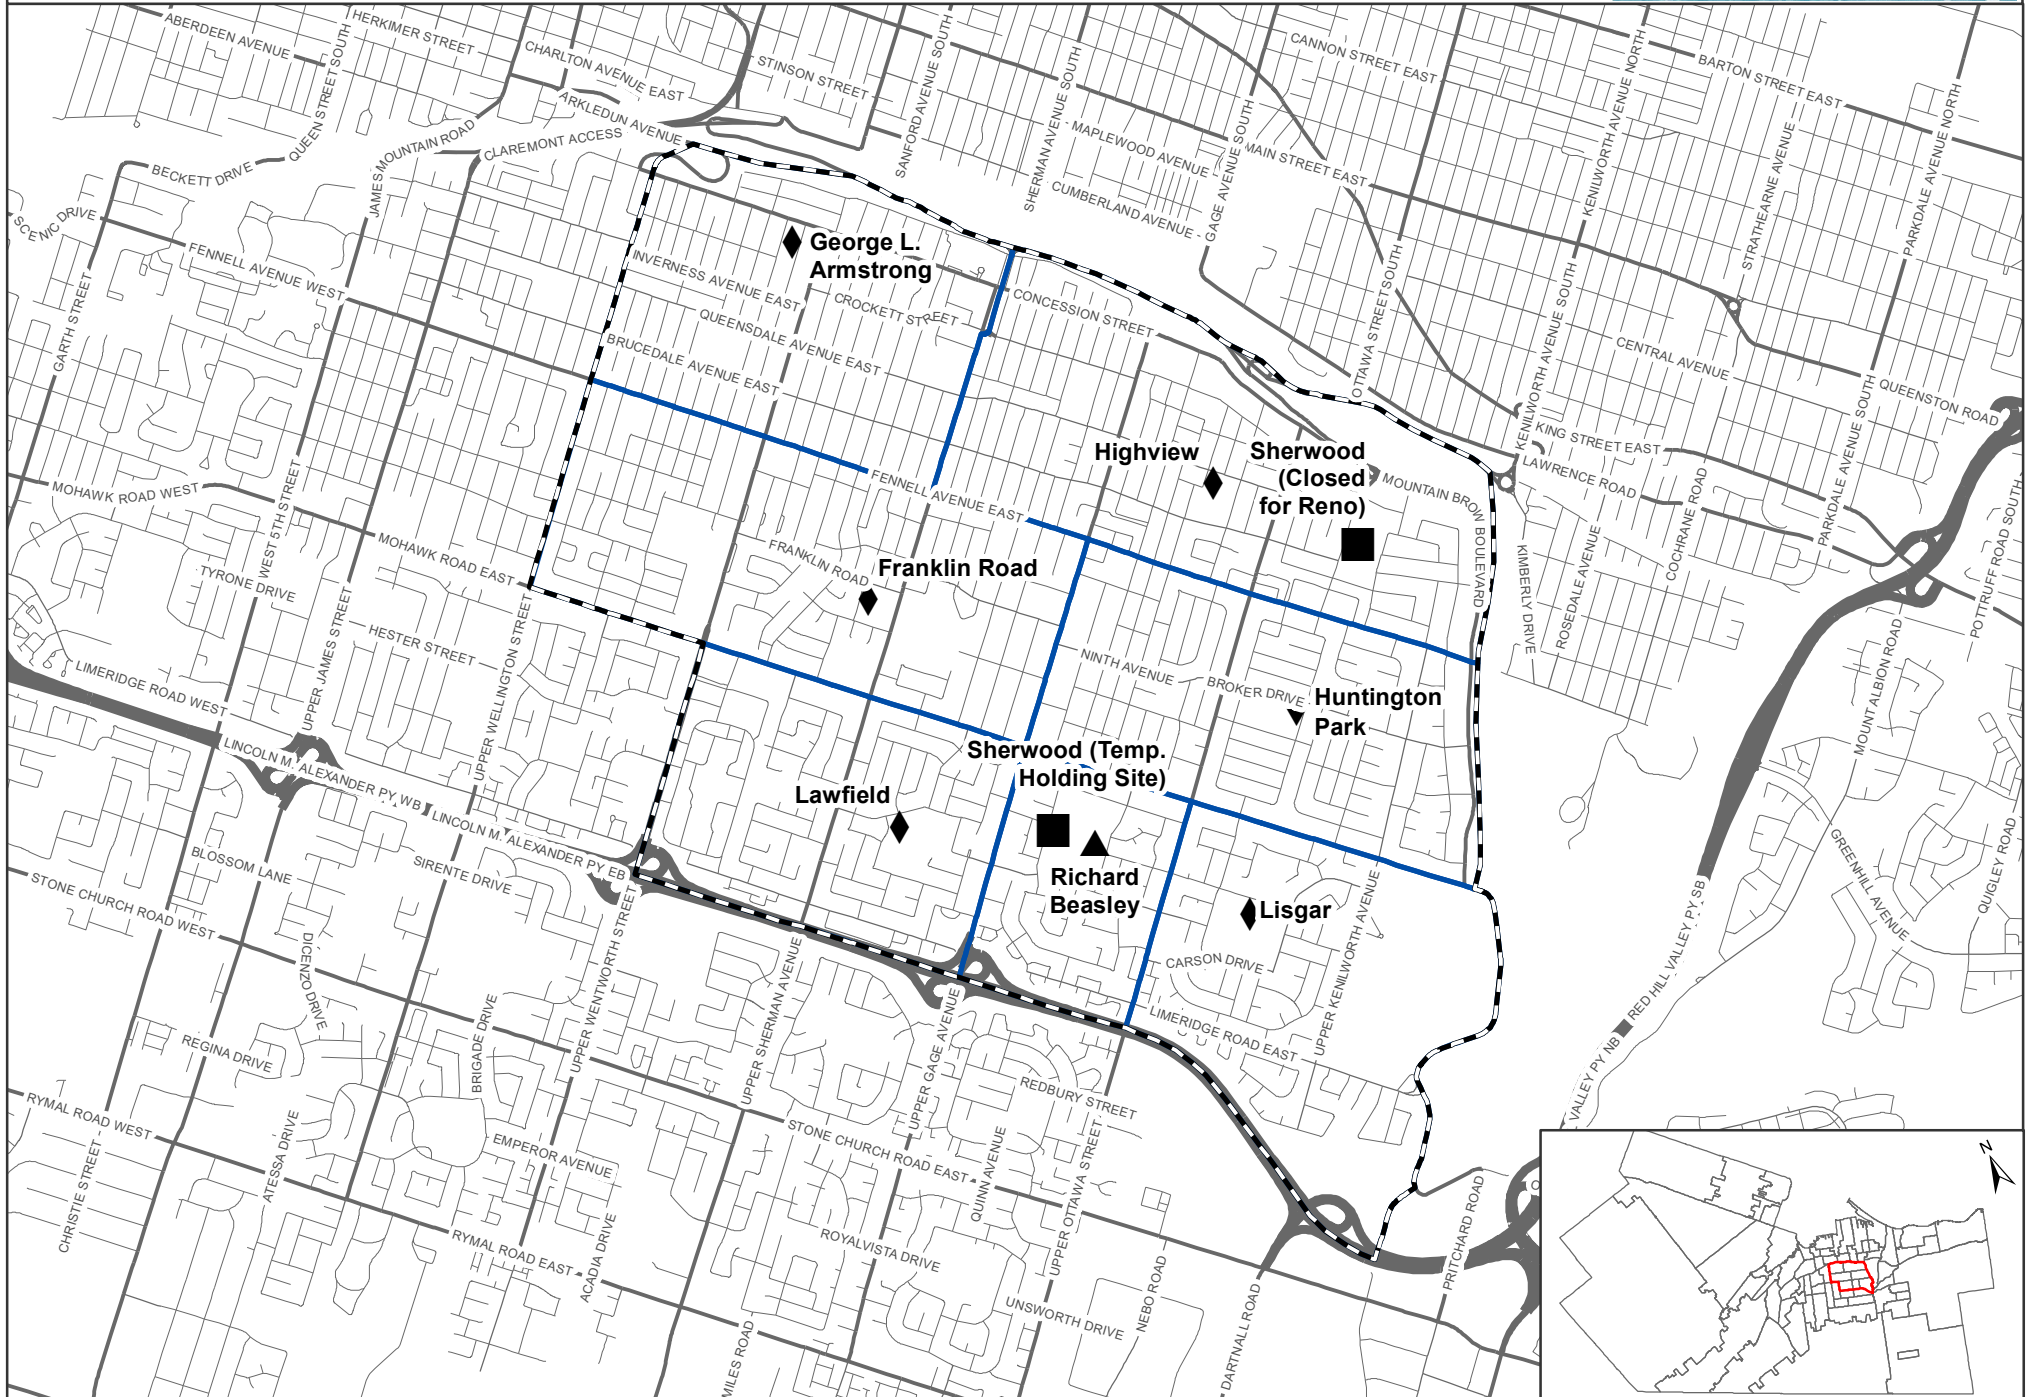 ABERDEEN AVENUE
HERKIMER STREET
QUEEN STREET SOUTH
CHARLTON AVENUE EAST
STINSON STREET
SANFORD AVENUE SOUTH
SHERMAN AVENUE SOUTH
CANNON STREET EAST
KENILWORTH AVENUE NORTH
BARTON STREET EAST
PARKDALE AVENUE NORTH
ARKLEDUN AVENUE
CLAREMONT ACCESS
JAMES MOUNTAIN ROAD
BECKETT DRIVE
SCENIC DRIVE
MAPLEWOOD AVENUE
MAIN STREET EAST
GAGE AVENUE SOUTH
CUMBERLAND AVENUE
STRATHEARNE AVENUE
FENNELL AVENUE WEST
GARTH STREET
George L.
Armstrong
INVERNESS AVENUE EAST
CROCKETT STREET
QUEENSDALE AVENUE EAST
BRUCEDALE AVENUE EAST
CONCESSION STREET
OTTAWA STREET SOUTH
KENILWORTH AVENUE SOUTH
CENTRAL AVENUE
QUEENSTON ROAD
PARKDALE AVENUE SOUTH
KING STREET EAST
LAWRENCE ROAD
COCHRANE ROAD
Highview
Sherwood
(Closed
for Reno)
MOUNTAIN BROW BOULEVARD
FENNELL AVENUE EAST
MOHAWK ROAD WEST
WEST 5TH STREET
MOHAWK ROAD EAST
TYRONE DRIVE
HESTER STREET
UPPER JAMES STREET
UPPER WELLINGTON STREET
FRANKLIN ROAD
Franklin Road
KIMBERLY DRIVE
ROSEDALE AVENUE
POTTRUFF ROAD SOUTH
MOUNT ALBION ROAD
LIMERIDGE ROAD WEST
NINTH AVENUE
BROKER DRIVE
Huntington
Park
Sherwood (Temp.
Holding Site)
Lawfield
Richard
Beasley
Lisgar
LINCOLN M. ALEXANDER PY WB
LINCOLN M. ALEXANDER PY EB
BLOSSOM LANE
SIRENTE DRIVE
STONE CHURCH ROAD WEST
DICENZO DRIVE
UPPER WENTWORTH STREET
UPPER SHERMAN AVENUE
UPPER GAGE AVENUE
CARSON DRIVE
UPPER KENILWORTH AVENUE
LIMERIDGE ROAD EAST
GREENHILL AVENUE
QUIGLEY ROAD
RED HILL VALLEY PY SB
VALLEY PY NB
REGINA DRIVE
BRIGADE DRIVE
REDBURY STREET
RYMAL ROAD WEST
CHRISTIE STREET
ATESSA DRIVE
EMPEROR AVENUE
STONE CHURCH ROAD EAST
QUINN AVENUE
UPPER OTTAWA STREET
RYMAL ROAD EAST
ACADIA DRIVE
ROYALVISTA DRIVE
UNSWORTH DRIVE
NEBO ROAD
MILES ROAD
DARTNALL ROAD
PRITCHARD ROAD
N